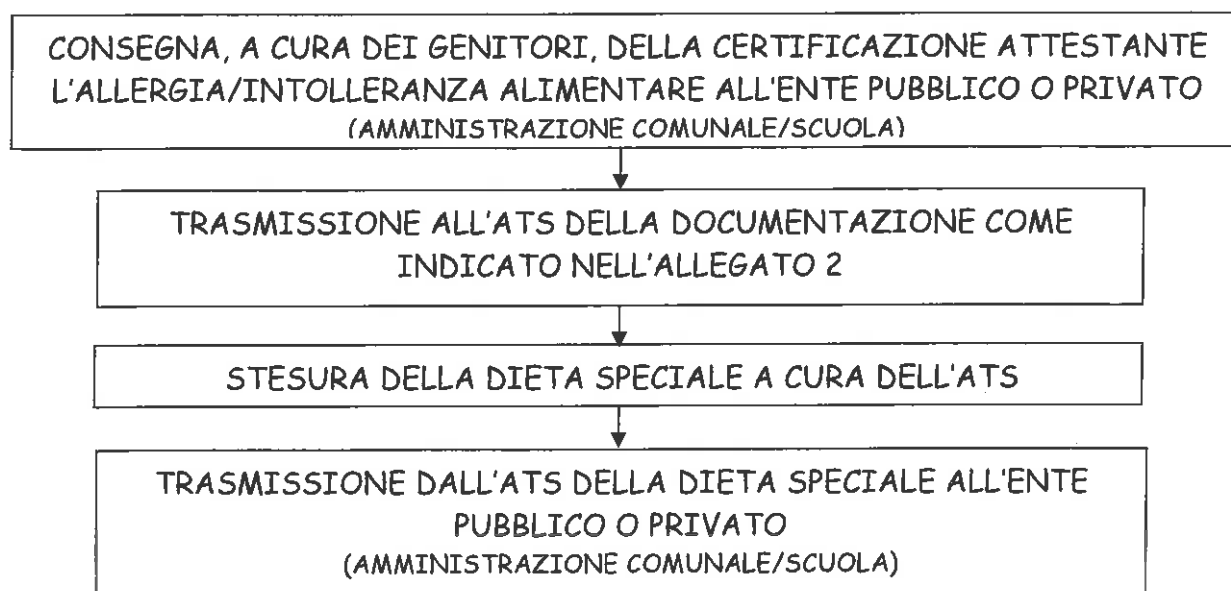 CONSEGNA, A CURA DEI GENITORI, DELLA CERTIFICAZIONE ATTESTANTE
L'ALLERGIA/INTOLLERANZA ALIMENTARE ALL'ENTE PUBBLICO O PRIVATO
(AMMINISTRAZIONE COMUNALE/SCUOLA)
TRASMISSIONE ALL'ATS DELLA DOCUMENTAZIONE COME
INDICATO NELL'ALLEGATO 2
STESURA DELLA DIETA SPECIALE A CURA DELL'ATS
TRASMISSIONE DALL'ATS DELLA DIETA SPECIALE ALL'ENTE
PUBBLICO O PRIVATO
(AMMINISTRAZIONE COMUNALE/SCUOLA)